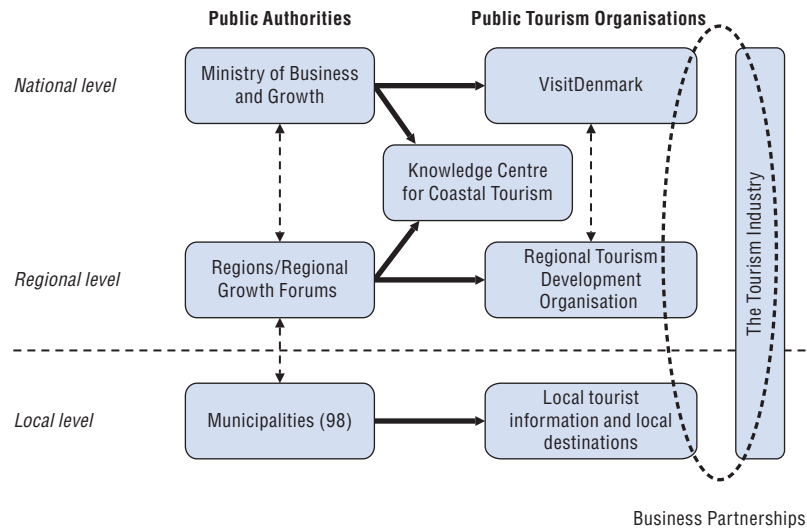 Public Authorities
Public Tourism Organisations
National level
Ministry of Business
and Growth
VisitDenmark
Knowledge Centre
for Coastal Tourism
Regional level
Regions/Regional
Growth Forums
Regional Tourism
Development
Organisation
The Tourism Industry
Local level
Municipalities (98)
Local tourist
information and local
destinations
Business Partnerships